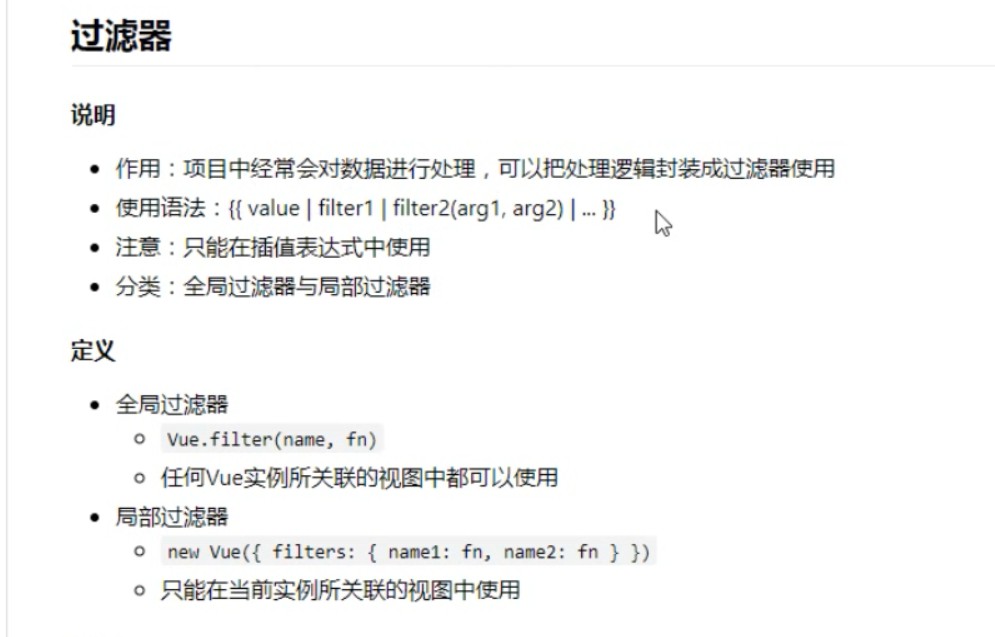 过滤器
说明
作用：项目中经常会对数据进行处理，可以把处理逻辑封装成过滤器使用
使用语法：{{ value | filter1 | filter2(arg1, arg2) | ... }}
注意：只能在插值表达式中使用
分类：全局过滤器与局部过滤器
定义
全局过滤器
Vue.filter(name, fn)
任何Vue实例所关联的视图中都可以使用
局部过滤器
new Vue({ filters: { name1: fn, name2: fn } })
只能在当前实例所关联的视图中使用